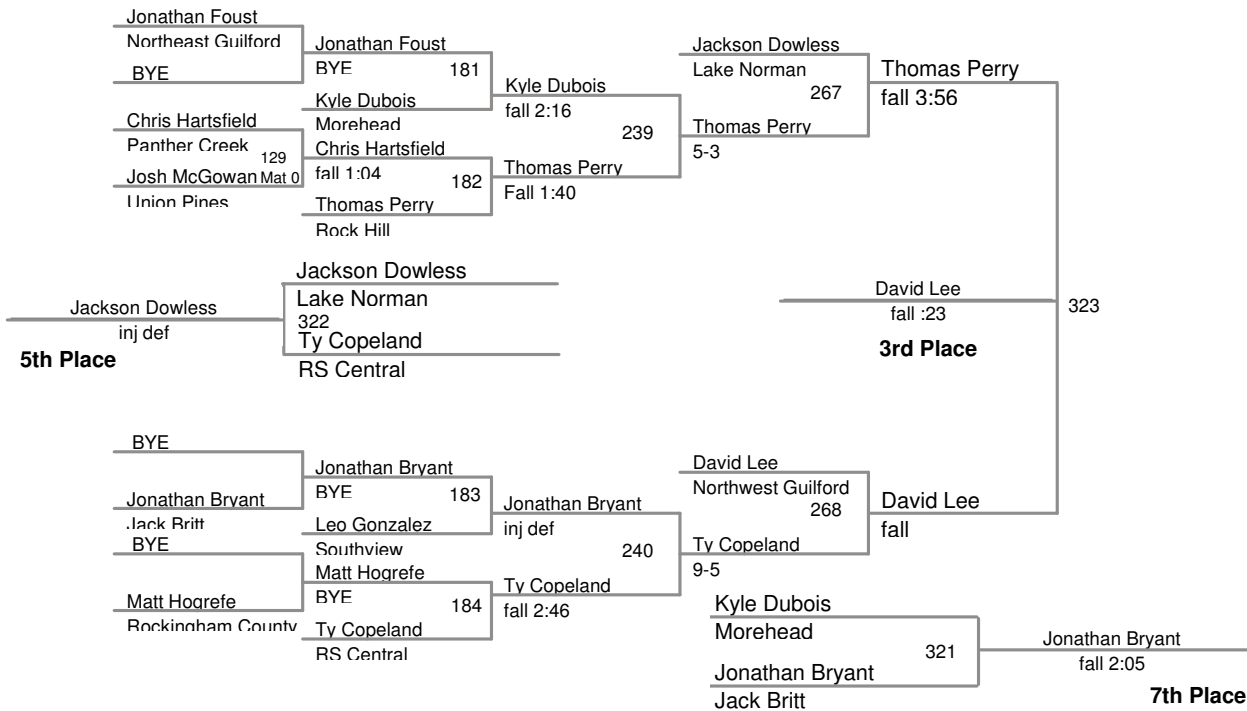 Jonathan Foust
Northeast Guilford
BYE
Chris Hartsfield
Panther Creek
129
Josh McGowan Mat 0
Union Pines
Jonathan Foust
BYE
181
Kyle Dubois
Morehead
Chris Hartsfield
fall 1:04
182
Thomas Perry
Rock Hill
Kyle Dubois
fall 2:16
239
Thomas Perry
Fall 1:40
Jackson Dowless
Lake Norman
267
Thomas Perry
5-3
Thomas Perry
fall 3:56
Jackson Dowless
inj def
5th Place
Jackson Dowless
Lake Norman
322
Ty Copeland
RS Central
David Lee
fall :23
3rd Place
323
BYE
Jonathan Bryant
Jack Britt
BYE
Matt Hogrefe
Rockingham County
Jonathan Bryant
BYE
183
Leo Gonzalez
Southview
Matt Hogrefe
BYE
184
Ty Copeland
RS Central
Jonathan Bryant
inj def
240
Ty Copeland
fall 2:46
David Lee
Northwest Guilford
268
Ty Copeland
9-5
David Lee
fall
Kyle Dubois
Morehead
321
Jonathan Bryant
Jack Britt
Jonathan Bryant
fall 2:05
7th Place